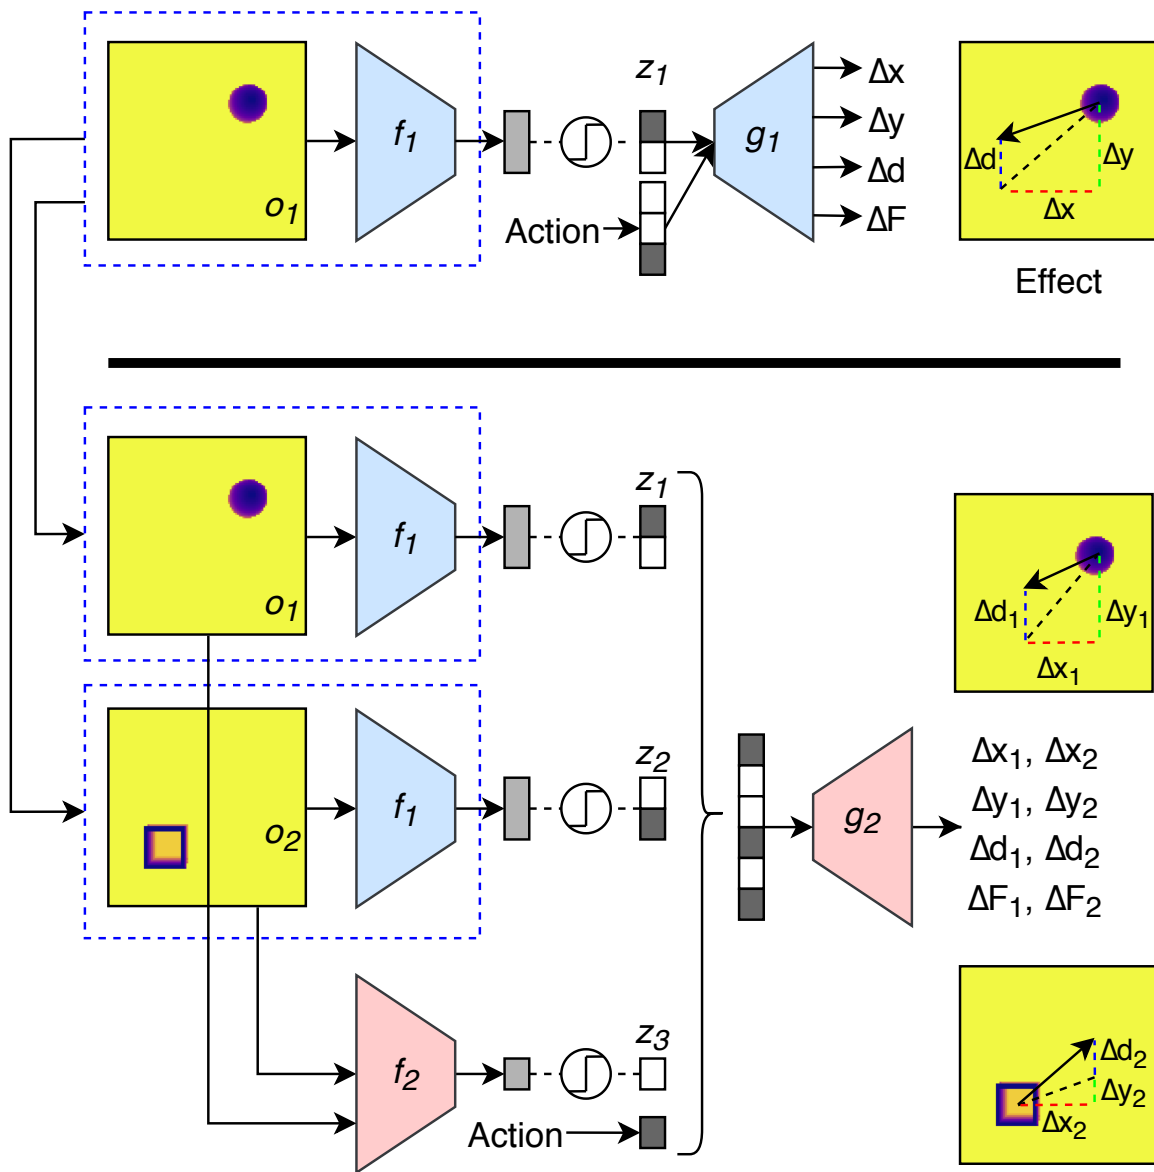 o₁
f₁
z₁
Action
g₁
Δx
Δy
Δd
ΔF
Δd
Δy
Δx
Effect
o₁
f₁
z₁
Δd₁
Δy₁
Δx₁
o₂
f₁
z₂
g₂
Δx₁, Δx₂
Δy₁, Δy₂
Δd₁, Δd₂
ΔF₁, ΔF₂
f₂
z₃
Action
Δd₂
Δy₂
Δx₂